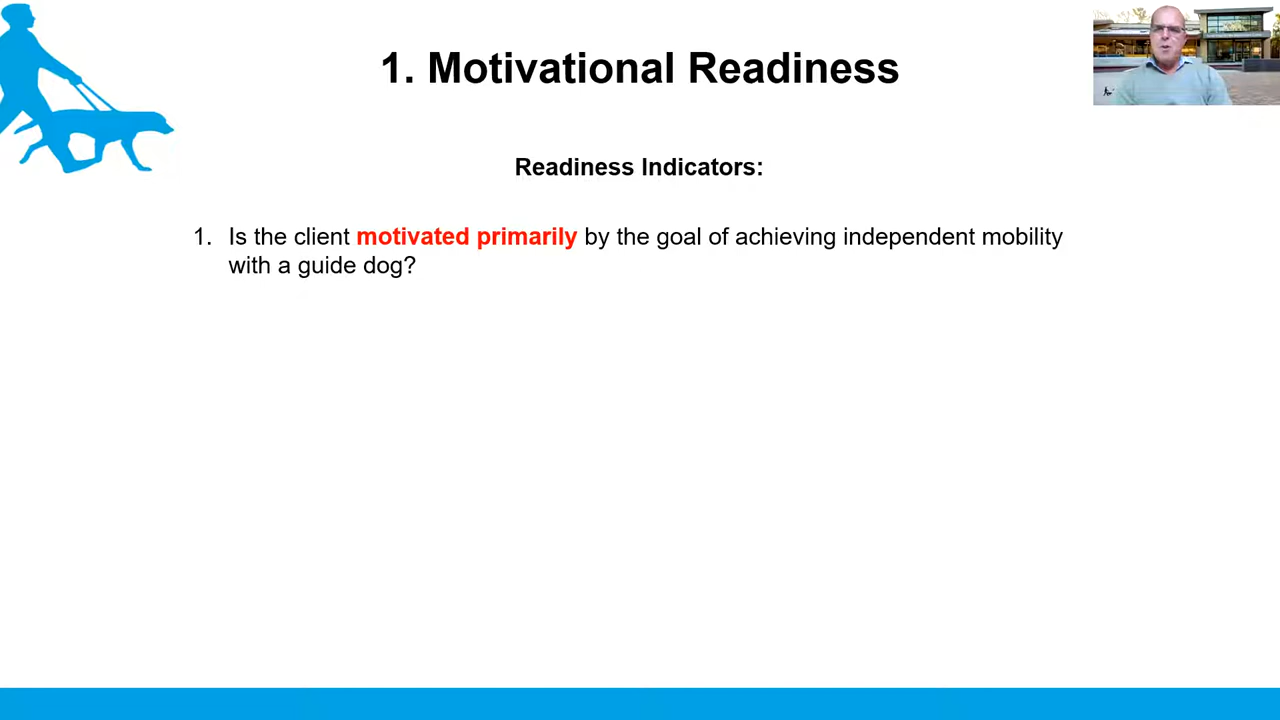 1. Motivational Readiness
Readiness Indicators:
1. Is the client motivated primarily by the goal of achieving independent mobility
with a guide dog?